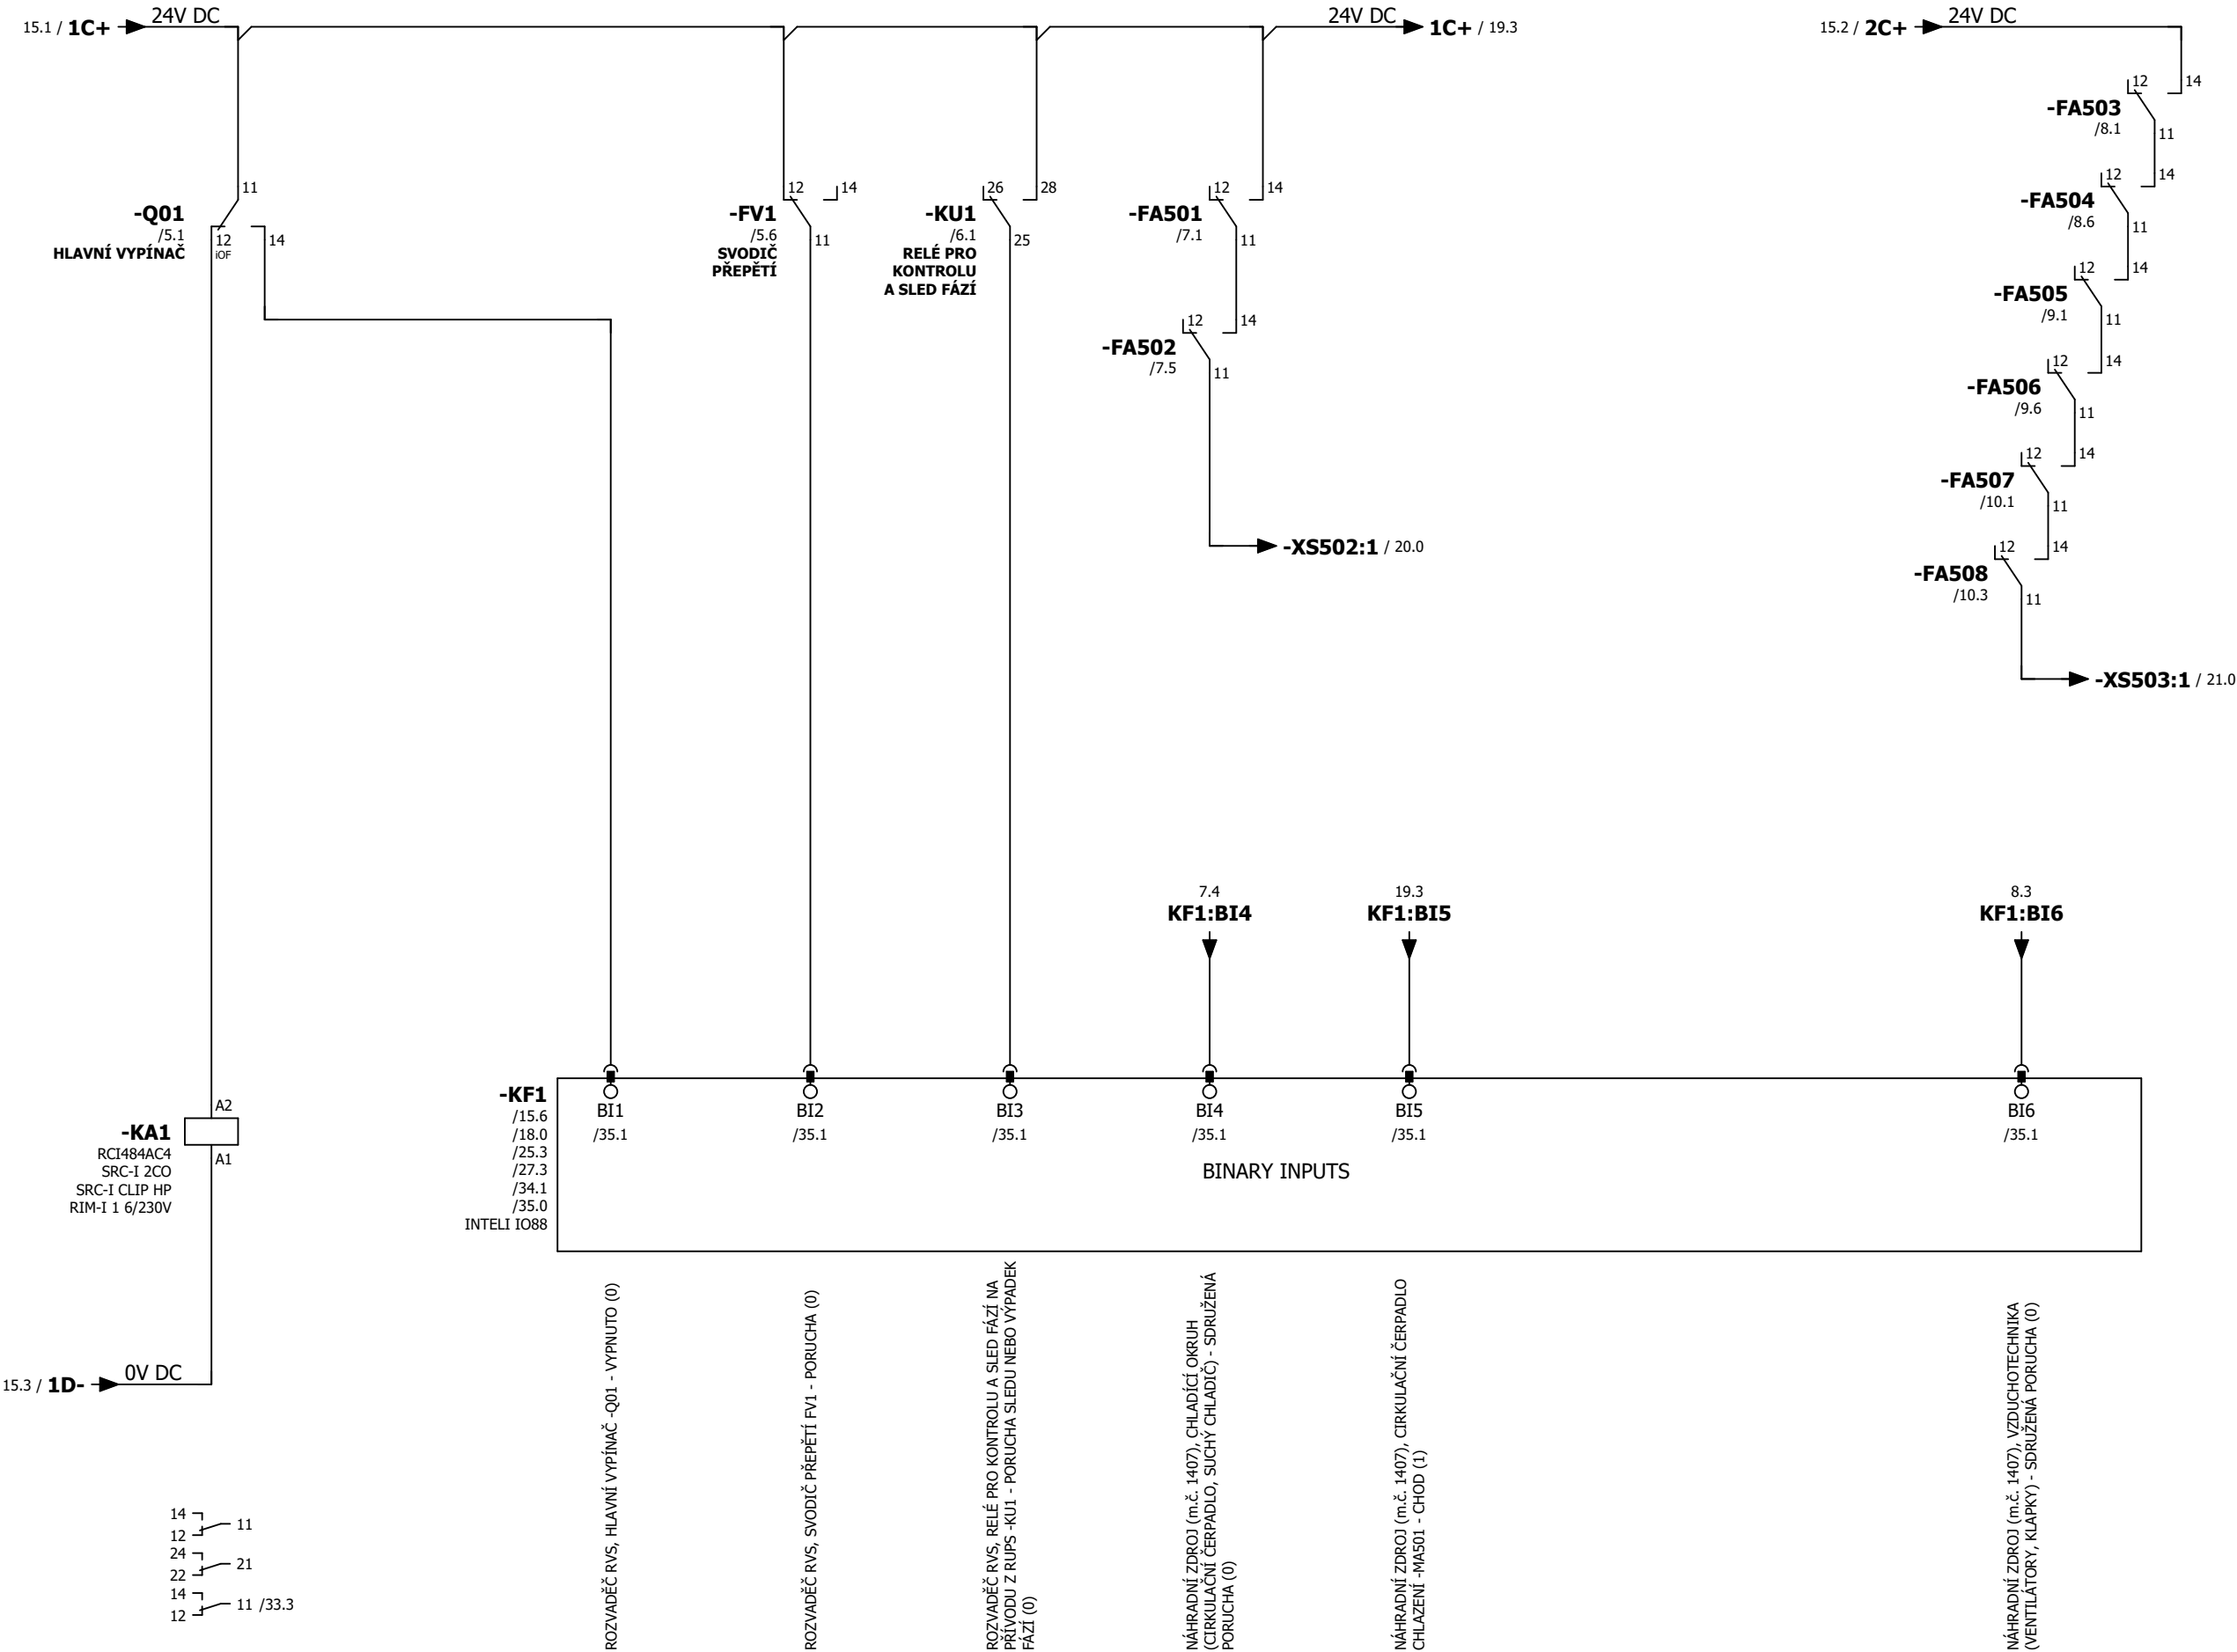 15.1 / 1C+
24V DC
24V DC
1C+ / 19.3
15.2 / 2C+
24V DC
12
14
-FA503
/8.1
11
12
14
-FA504
/8.6
11
12
14
-FA505
/9.1
11
12
14
-FA506
/9.6
11
12
14
-FA507
/10.1
11
12
14
-FA508
/10.3
11
-XS503:1 / 21.0
11
-Q01
/5.1
HLAVNÍ VYPÍNAČ
12
iOF
14
12
14
-FV1
/5.6
SVODIČ
PŘEPĚTÍ
11
26
28
-KU1
/6.1
RELÉ PRO
KONTROLU
A SLED FÁZÍ
25
12
14
-FA501
/7.1
11
12
14
-FA502
/7.5
11
-XS502:1 / 20.0
7.4
KF1:BI4
19.3
KF1:BI5
8.3
KF1:BI6
A2
-KA1
RCI484AC4
SRC-I 2CO
SRC-I CLIP HP
RIM-I 1 6/230V
A1
-KF1
/15.6
/18.0
/25.3
/27.3
/34.1
/35.0
INTELI IO88
BI1
/35.1
BI2
/35.1
BI3
/35.1
BI4
/35.1
BI5
/35.1
BI6
/35.1
BINARY INPUTS
15.3 / 1D-
0V DC
14
12
11
24
22
21
14
12
11 /33.3
ROZVADĚČ RVS, HLAVNÍ VYPÍNAČ -Q01 - VYPNUTO (0)
ROZVADĚČ RVS, SVODIČ PŘEPĚTÍ FV1 - PORUCHA (0)
ROZVADĚČ RVS, RELÉ PRO KONTROLU A SLED FÁZÍ NA
PŘÍVODU Z RUPS -KU1 - PORUCHA SLEDU NEBO VÝPADEK
FÁZÍ (0)
NÁHRADNÍ ZDROJ (m.č. 1407), CHLADÍCÍ OKRUH
(CIRKULAČNÍ ČERPADLO, SUCHÝ CHLADIČ) - SDRUŽENÁ
PORUCHA (0)
NÁHRADNÍ ZDROJ (m.č. 1407), CIRKULAČNÍ ČERPADLO
CHLAZENÍ -MA501 - CHOD (1)
NÁHRADNÍ ZDROJ (m.č. 1407), VZDUCHOTECHNIKA
(VENTILÁTORY, KLAPKY) - SDRUŽENÁ PORUCHA (0)